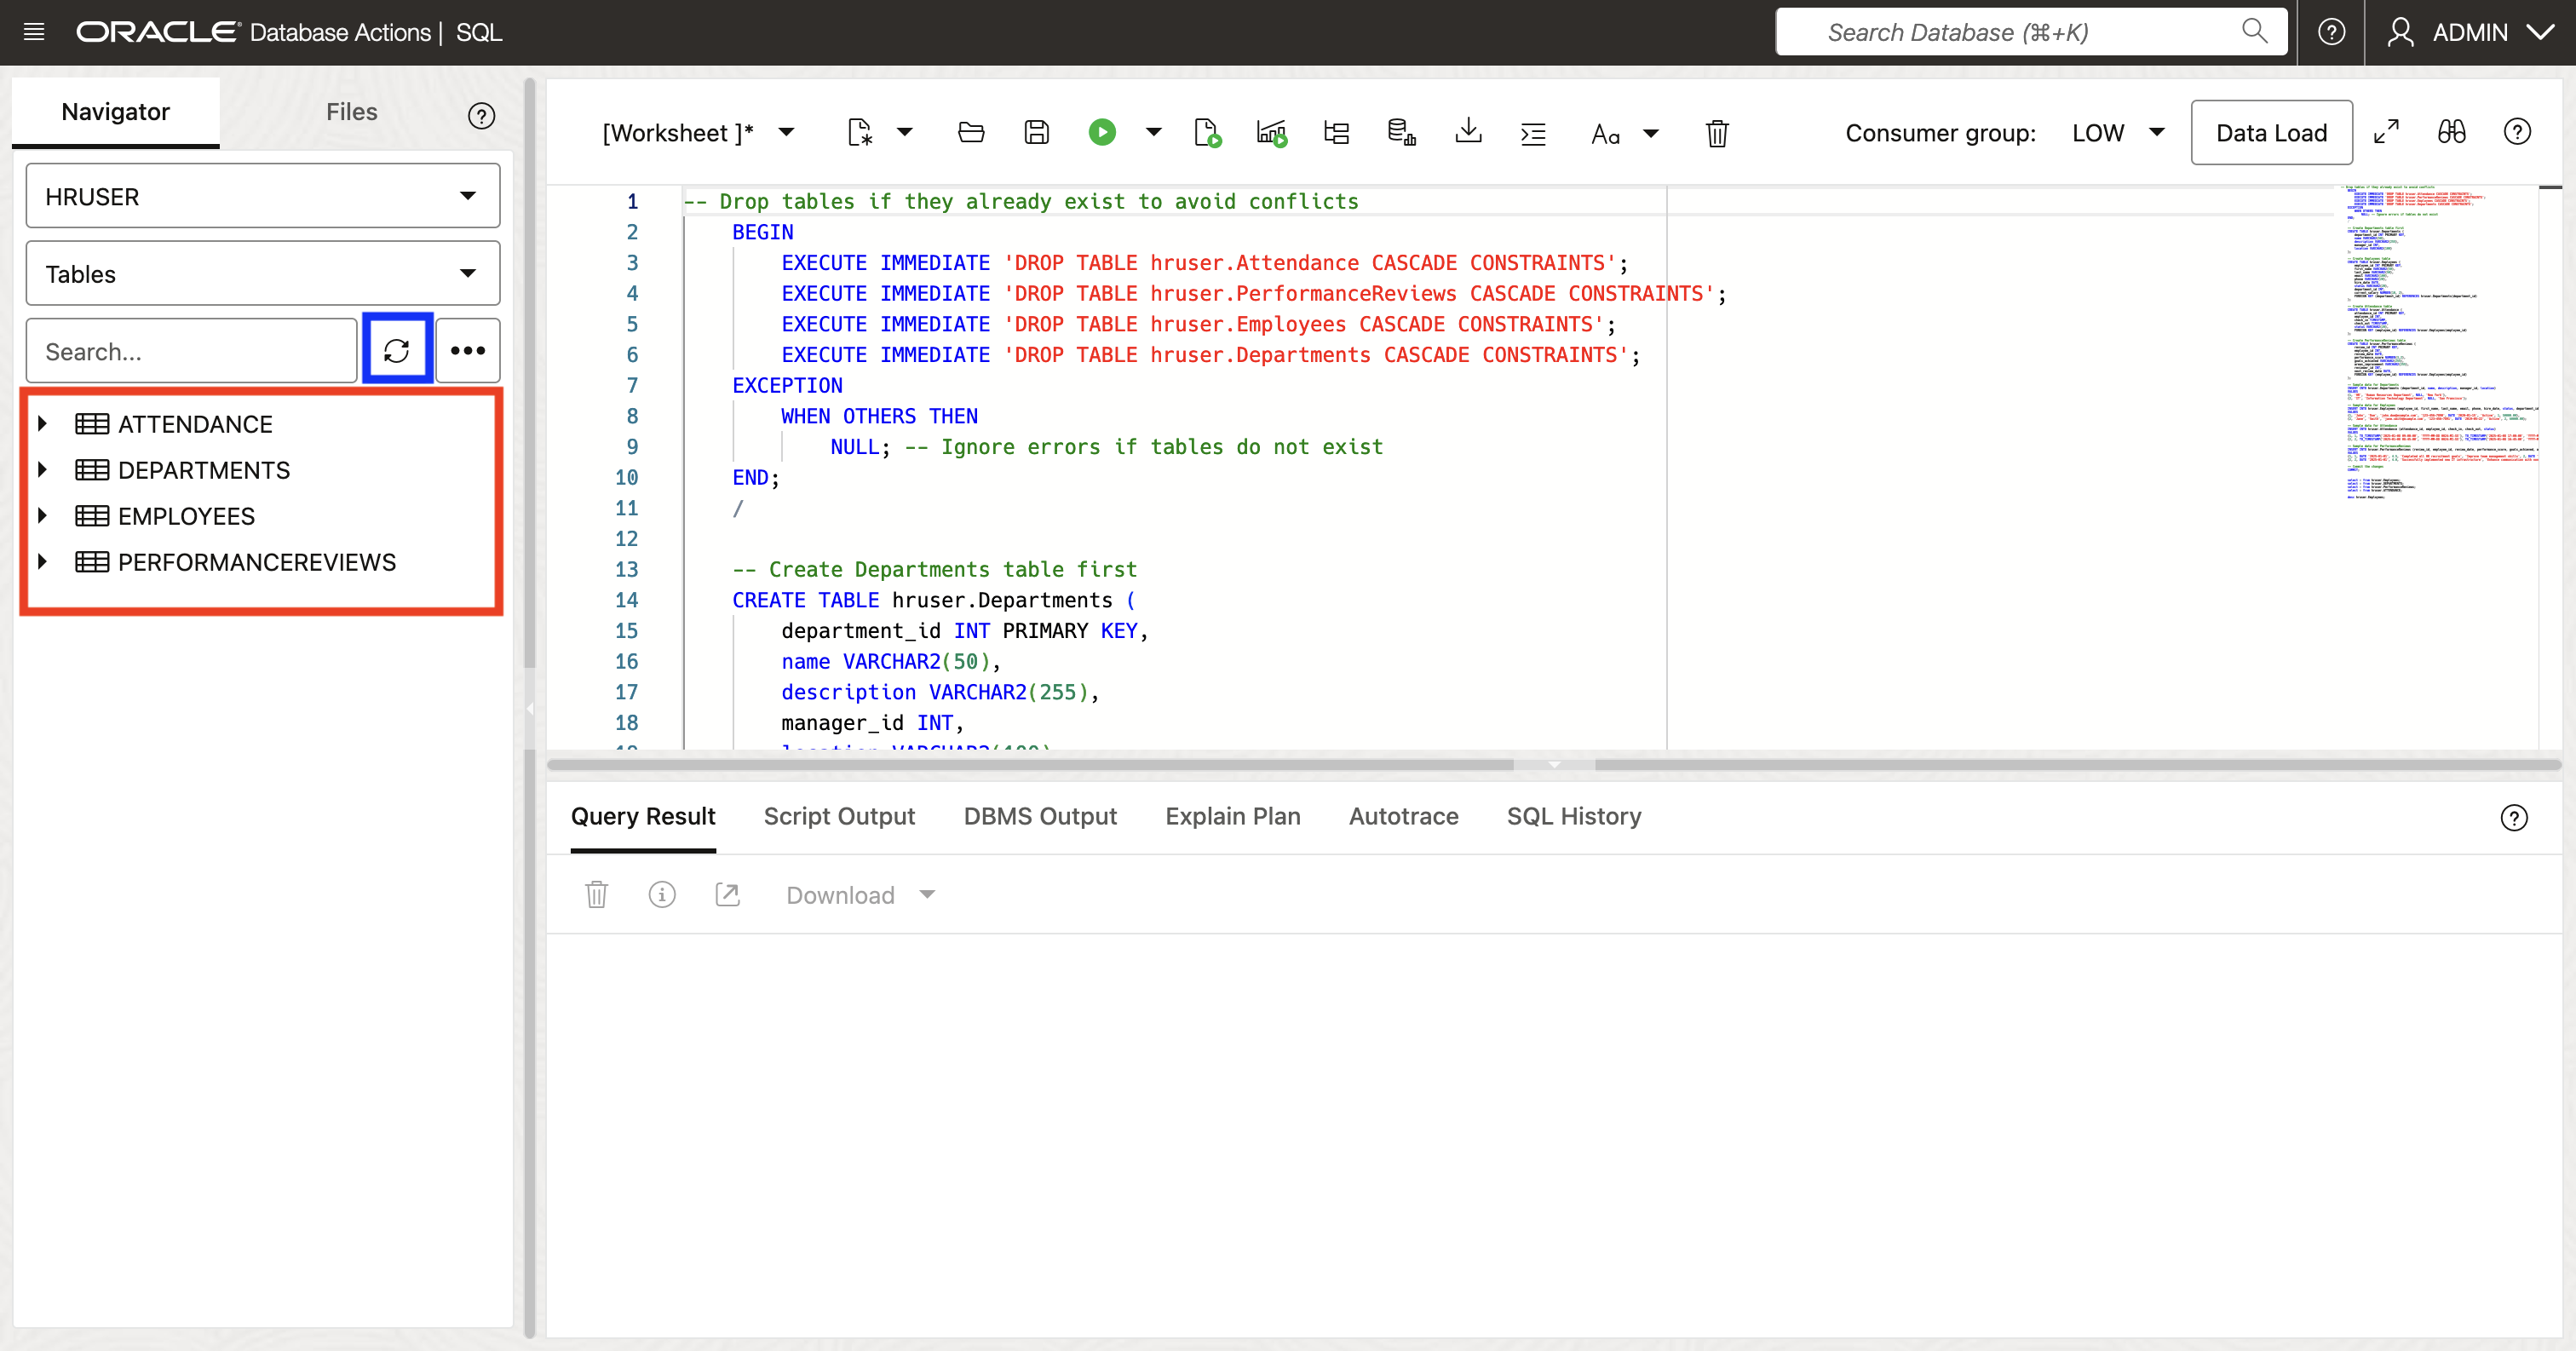 ORACLE Database Actions | SQL
Search Database (⌘+K)
ADMIN
Navigator
Files
HRUSER
Tables
Search...
ATTENDANCE
DEPARTMENTS
EMPLOYEES
PERFORMANCEREVIEWS
[Worksheet ]*
Aa
Consumer group: LOW
Data Load
1 -- Drop tables if they already exist to avoid conflicts
2 BEGIN
3 EXECUTE IMMEDIATE 'DROP TABLE hruser.Attendance CASCADE CONSTRAINTS';
4 EXECUTE IMMEDIATE 'DROP TABLE hruser.PerformanceReviews CASCADE CONSTRAINTS';
5 EXECUTE IMMEDIATE 'DROP TABLE hruser.Employees CASCADE CONSTRAINTS';
6 EXECUTE IMMEDIATE 'DROP TABLE hruser.Departments CASCADE CONSTRAINTS';
7 EXCEPTION
8 WHEN OTHERS THEN
9 NULL; -- Ignore errors if tables do not exist
10 END;
11 /
12
13 -- Create Departments table first
14 CREATE TABLE hruser.Departments (
15 department_id INT PRIMARY KEY,
16 name VARCHAR2(50),
17 description VARCHAR2(255),
18 manager_id INT,
19 location VARCHAR2(100)
Query Result
Script Output
DBMS Output
Explain Plan
Autotrace
SQL History
Download